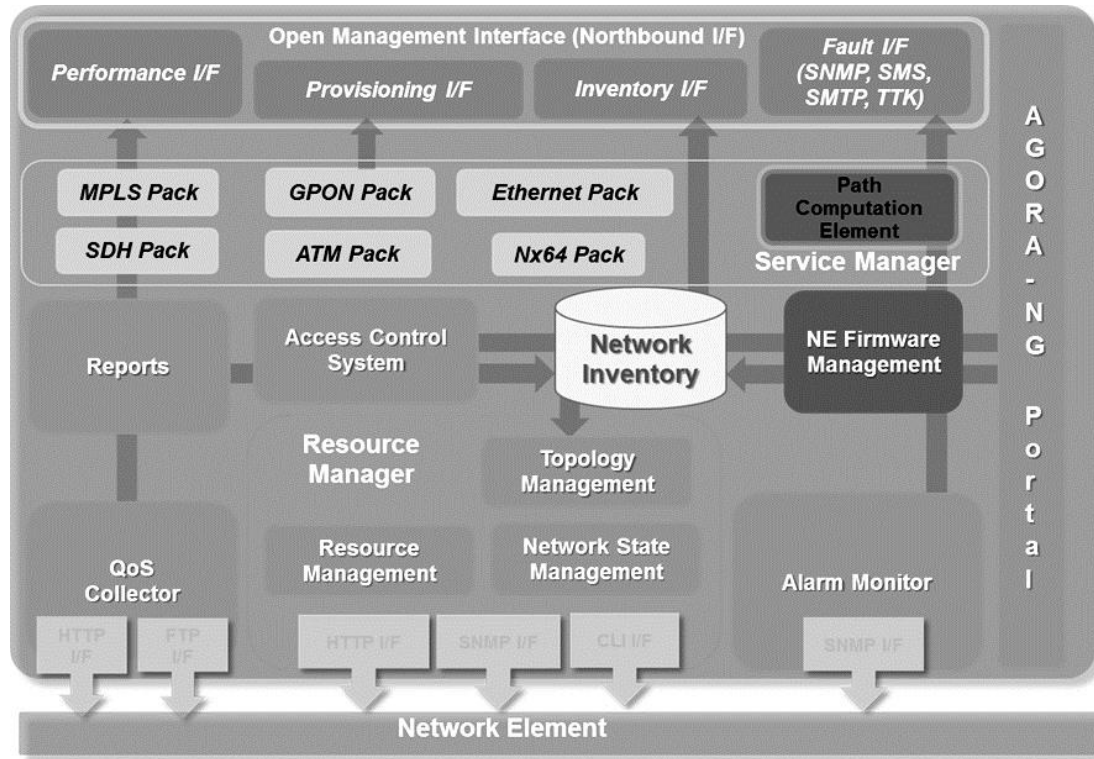 Open Management Interface (Northbound I/F)
Performance I/F
Provisioning I/F
Inventory I/F
Fault I/F
(SNMP, SMS,
SMTP, TTK)
MPLS Pack
GPON Pack
Ethernet Pack
SDH Pack
ATM Pack
Nx64 Pack
Path
Computation
Element
Service Manager
Reports
Access Control
System
Network
Inventory
NE Firmware
Management
Resource
Manager
Topology
Management
QoS
Collector
Resource
Management
Network State
Management
Alarm Monitor
HTTP
I/F
FTP
I/F
HTTP I/F
SNMP I/F
CLI I/F
SNMP I/F
Network Element
AGORA-NG Portal